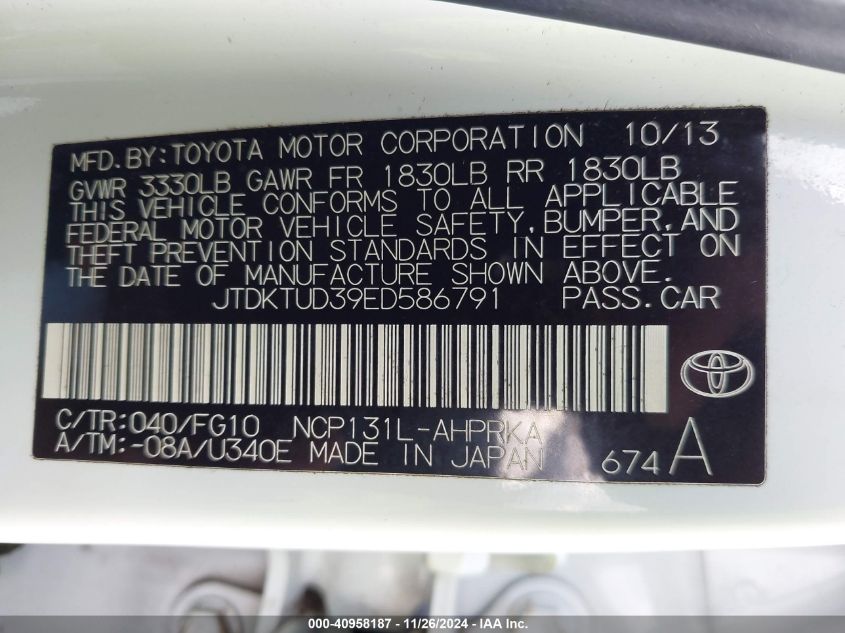 MFD. BY: TOYOTA MOTOR CORPORATION 10/13
GVWR 3330LB GAWR FR 1830LB RR 1830LB
THIS VEHICLE CONFORMS TO ALL APPLICABLE
FEDERAL MOTOR VEHICLE SAFETY, BUMPER, AND
THEFT PREVENTION STANDARDS IN EFFECT ON
THE DATE OF MANUFACTURE SHOWN ABOVE.
JTDKTUD39ED586791 PASS. CAR
C/TR: 040/FG10 NCP131L-AHPRKA
A/TM: -08A/U340E MADE IN JAPAN 674 A
000-40958187 - 11/26/2024 - IAA Inc.